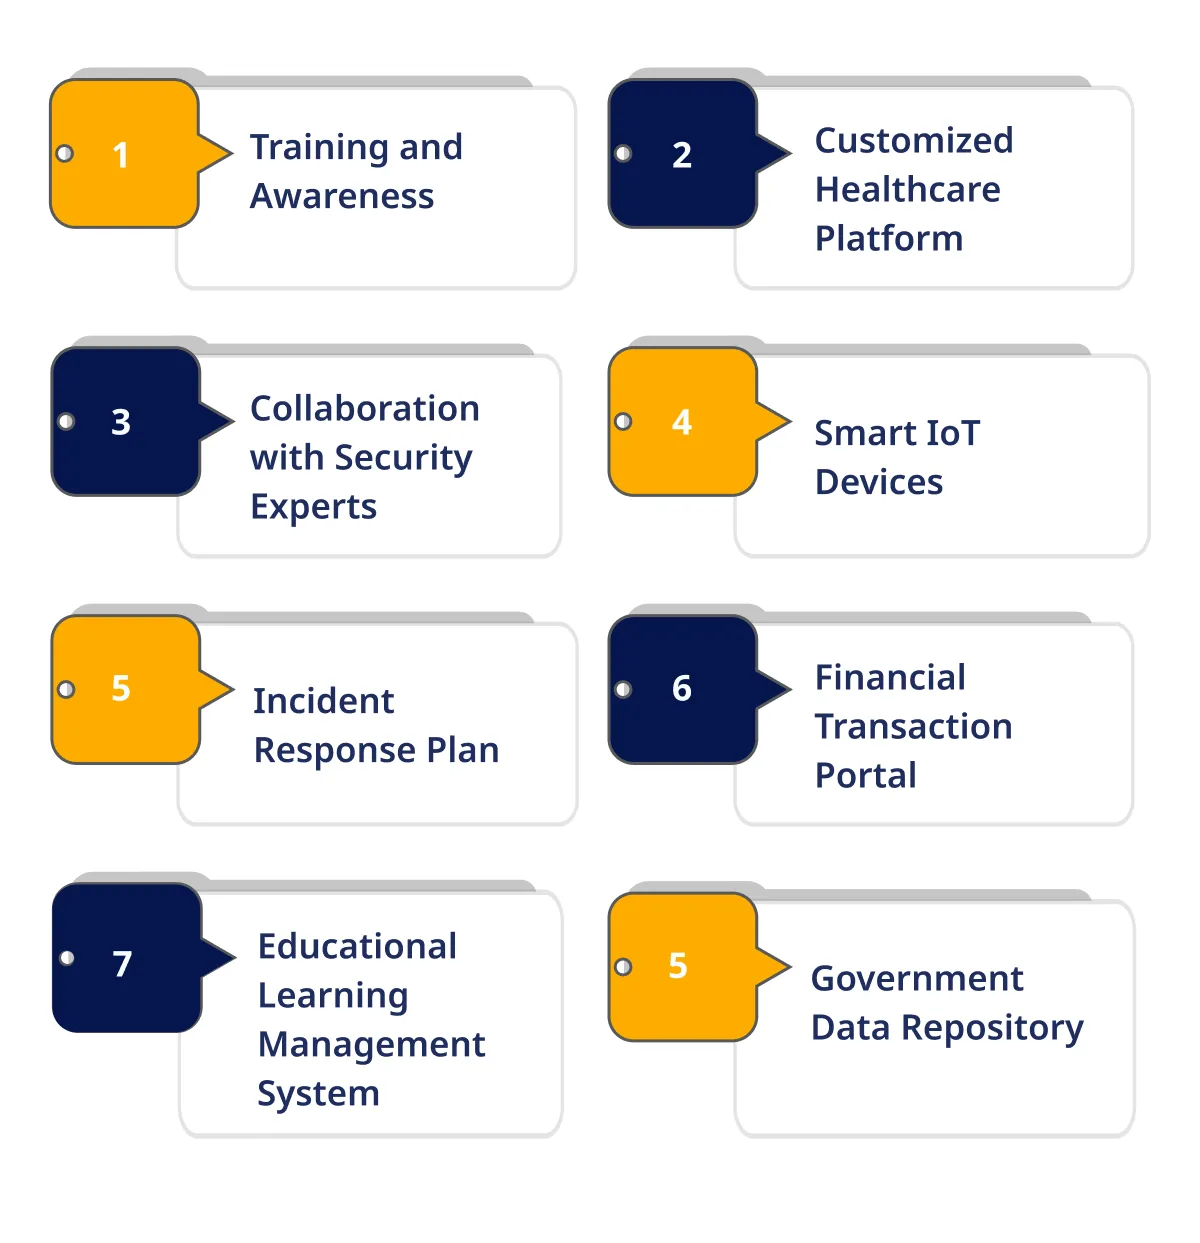 1
Training and
Awareness
2
Customized
Healthcare
Platform
3
Collaboration
with Security
Experts
4
Smart IoT
Devices
5
Incident
Response Plan
6
Financial
Transaction
Portal
7
Educational
Learning
Management
System
5
Government
Data Repository